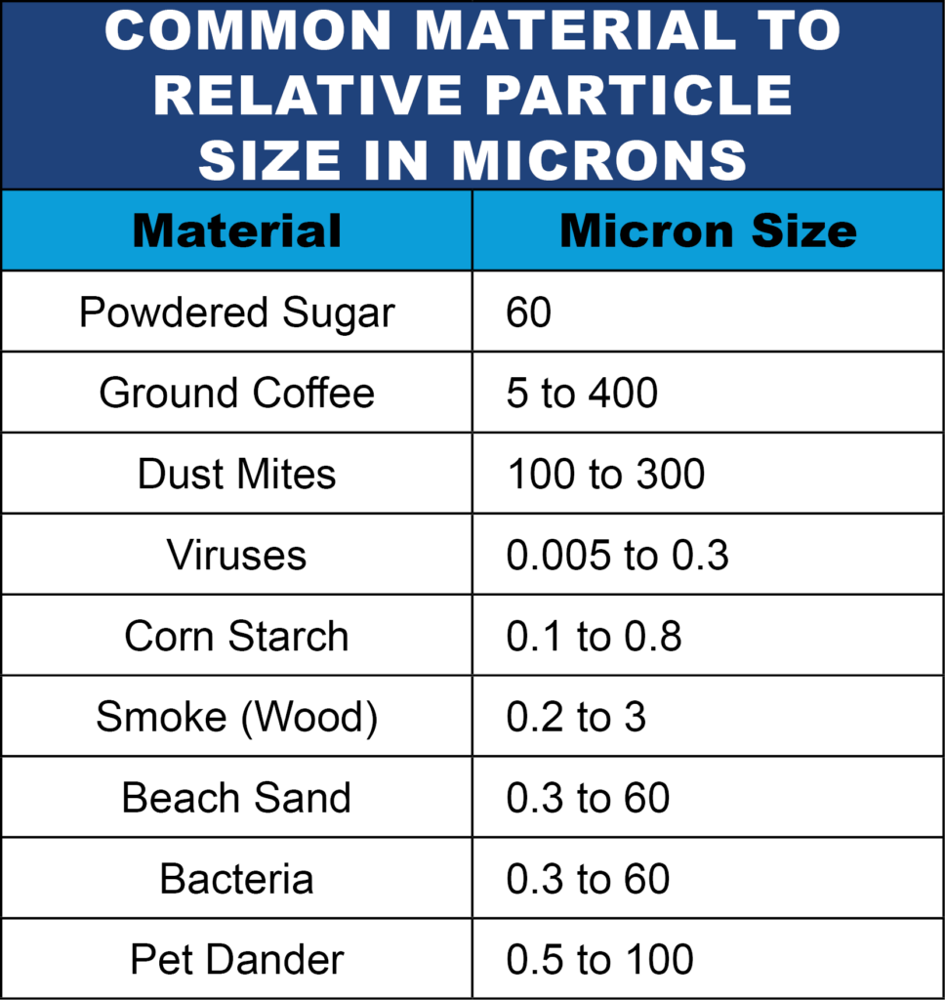 COMMON MATERIAL TO
RELATIVE PARTICLE
SIZE IN MICRONS
Material Micron Size
Powdered Sugar 60
Ground Coffee 5 to 400
Dust Mites 100 to 300
Viruses 0.005 to 0.3
Corn Starch 0.1 to 0.8
Smoke (Wood) 0.2 to 3
Beach Sand 0.3 to 60
Bacteria 0.3 to 60
Pet Dander 0.5 to 100